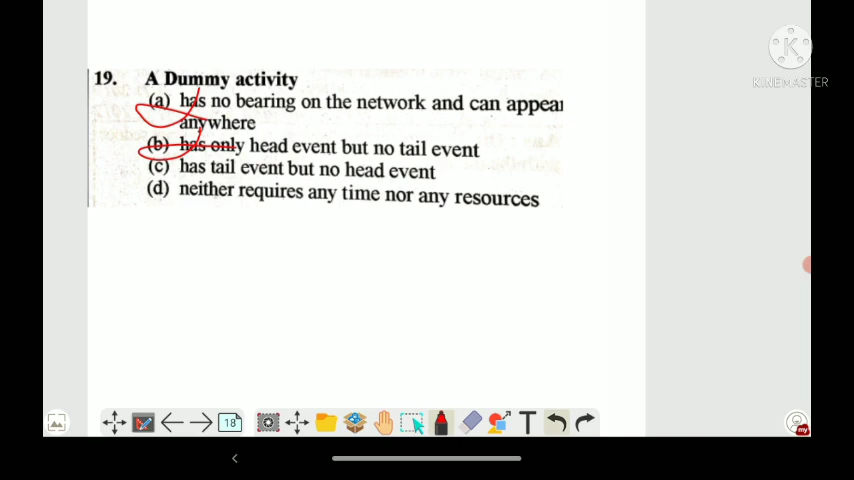 KINEMASTER
19. A Dummy activity
(a) has no bearing on the network and can appear
anywhere
(b) has only head event but no tail event
(c) has tail event but no head event
(d) neither requires any time nor any resources
18
T
my